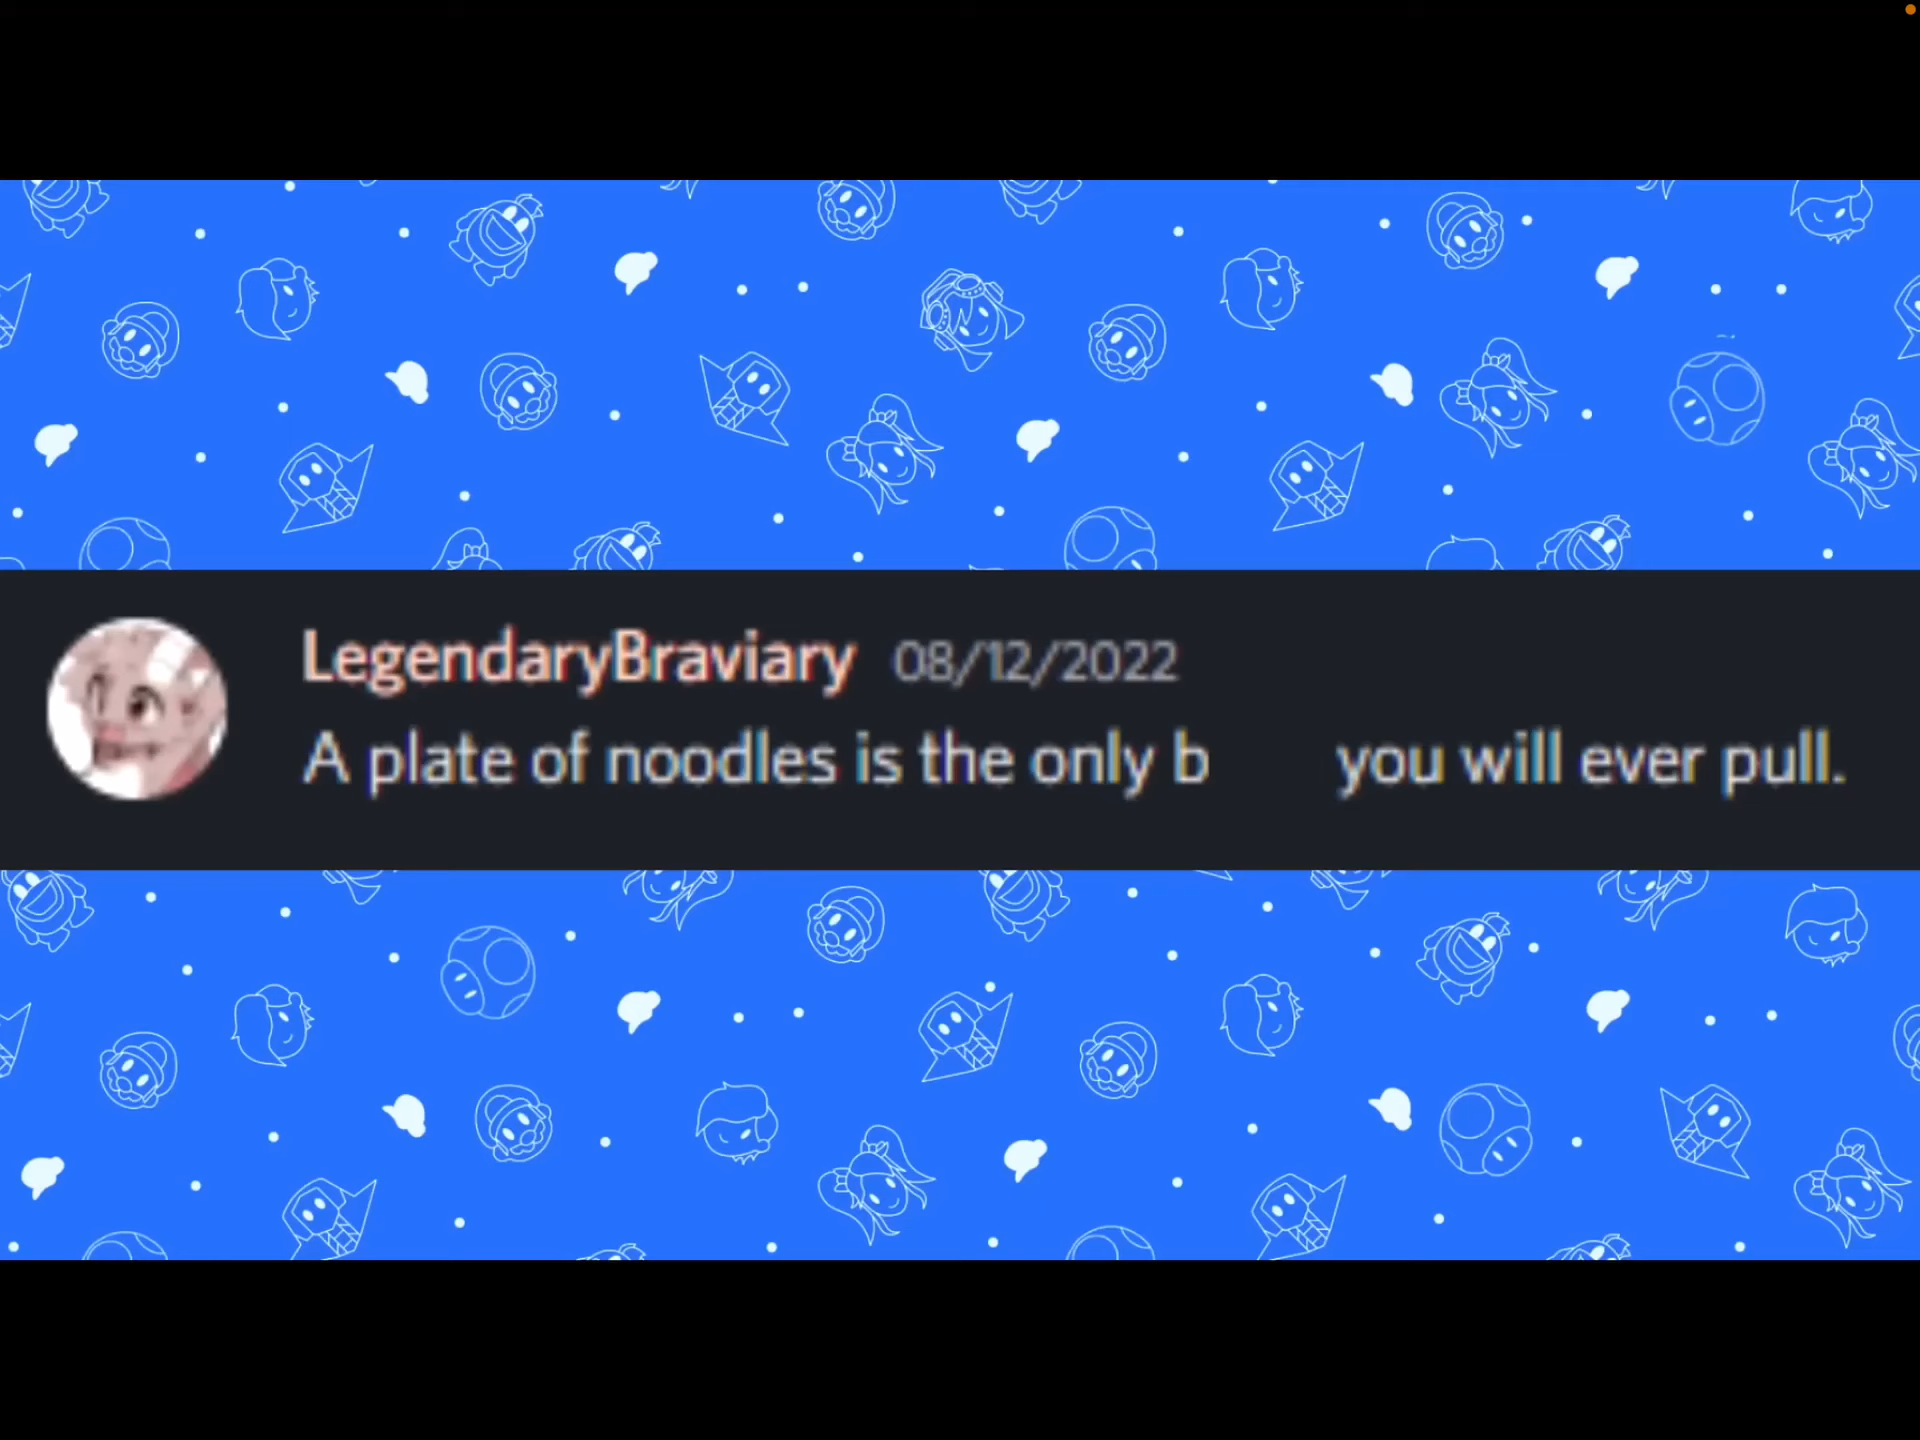 LegendaryBraviary 08/12/2022
A plate of noodles is the only b you will ever pull.